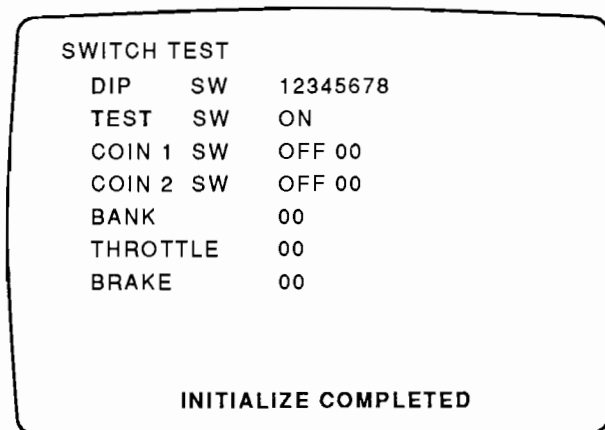 SWITCH TEST
DIP SW 12345678
TEST SW ON
COIN 1 SW OFF 00
COIN 2 SW OFF 00
BANK 00
THROTTLE 00
BRAKE 00
INITIALIZE COMPLETED